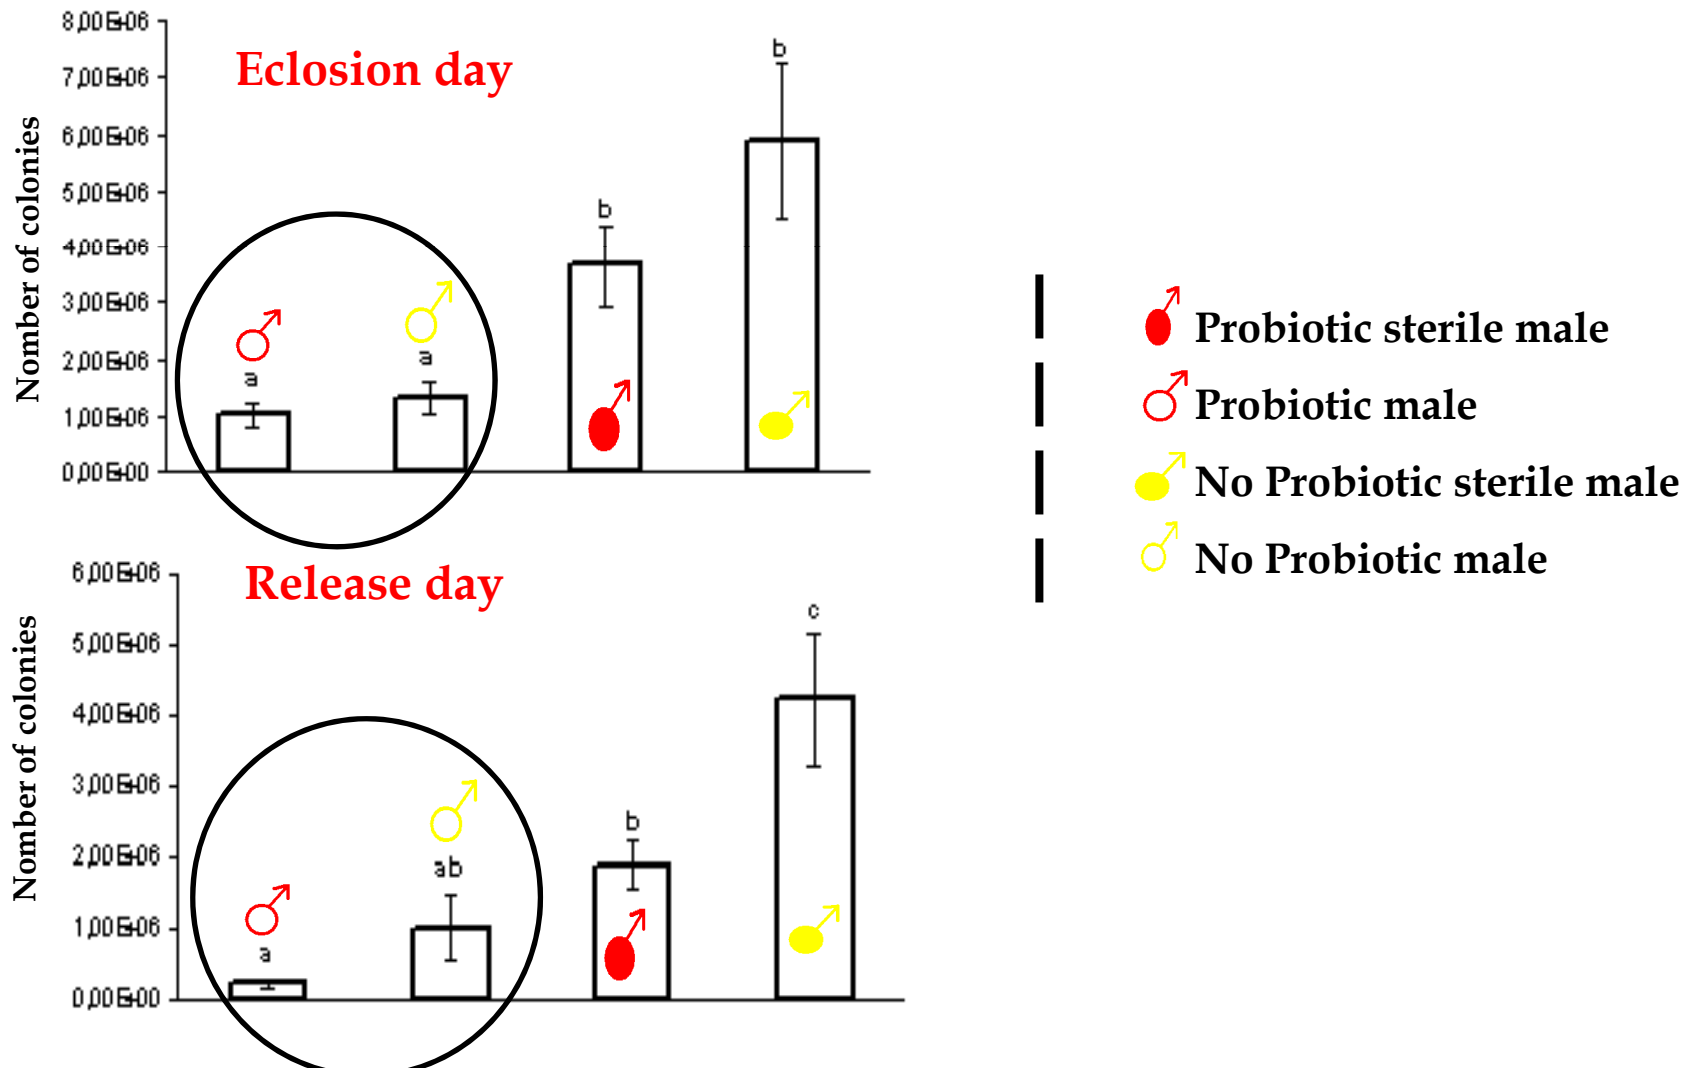 Eclosion day
Nomber of colonies
8,00E+06
7,00E+06
6,00E+06
5,00E+06
4,00E+06
3,00E+06
2,00E+06
1,00E+06
0,00E+00
a
a
b
b
Release day
Nomber of colonies
6,00E+06
5,00E+06
4,00E+06
3,00E+06
2,00E+06
1,00E+06
0,00E+00
a
ab
b
c
Probiotic sterile male
Probiotic male
No Probiotic sterile male
No Probiotic male